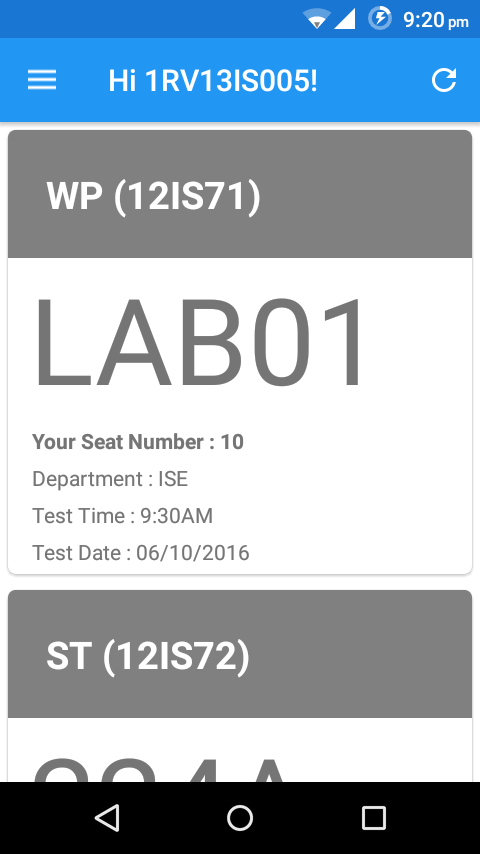 9:20 pm
Hi 1RV13IS005!
WP (12IS71)
LAB01
Your Seat Number : 10
Department : ISE
Test Time : 9:30AM
Test Date : 06/10/2016
ST (12IS72)